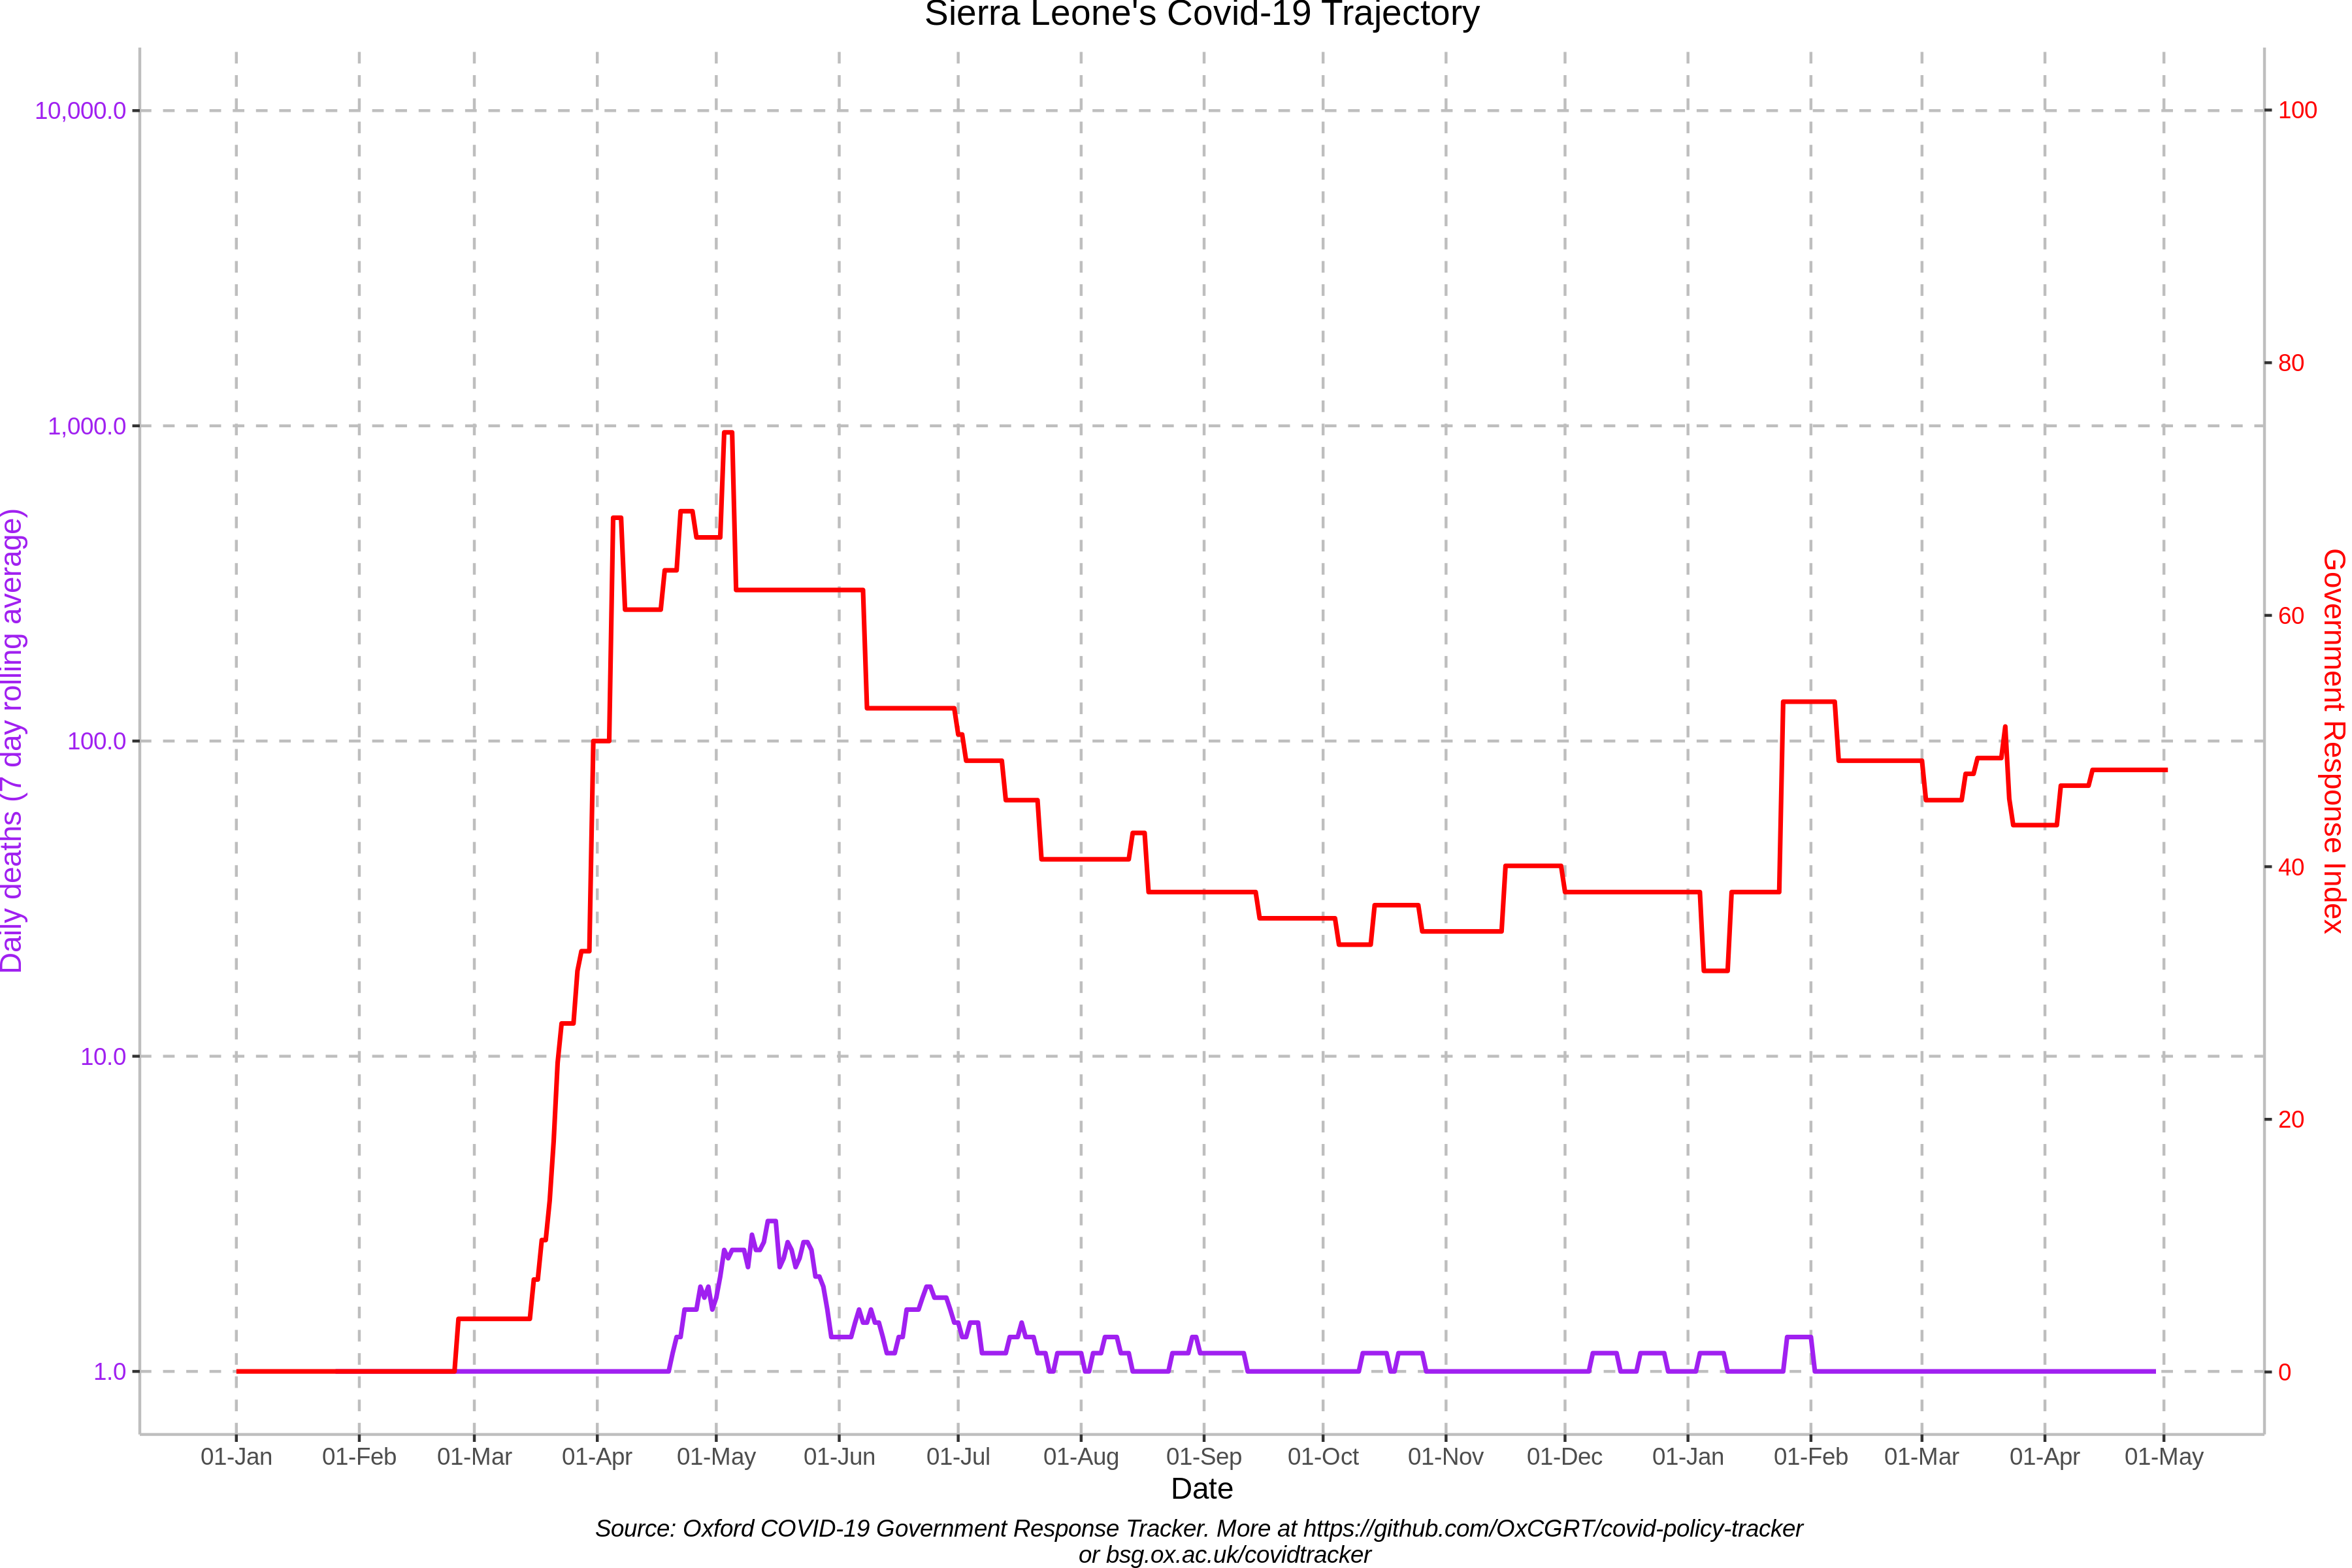 Sierra Leone's Covid-19 Trajectory
10,000.0
1,000.0
100.0
10.0
1.0
Daily deaths (7 day rolling average)
100
80
60
40
20
0
Government Response Index
01-Jan 01-Feb 01-Mar 01-Apr 01-May 01-Jun 01-Jul 01-Aug 01-Sep 01-Oct 01-Nov 01-Dec 01-Jan 01-Feb 01-Mar 01-Apr 01-May
Date
Source: Oxford COVID-19 Government Response Tracker. More at https://github.com/OxCGRT/covid-policy-tracker
or bsg.ox.ac.uk/covidtracker